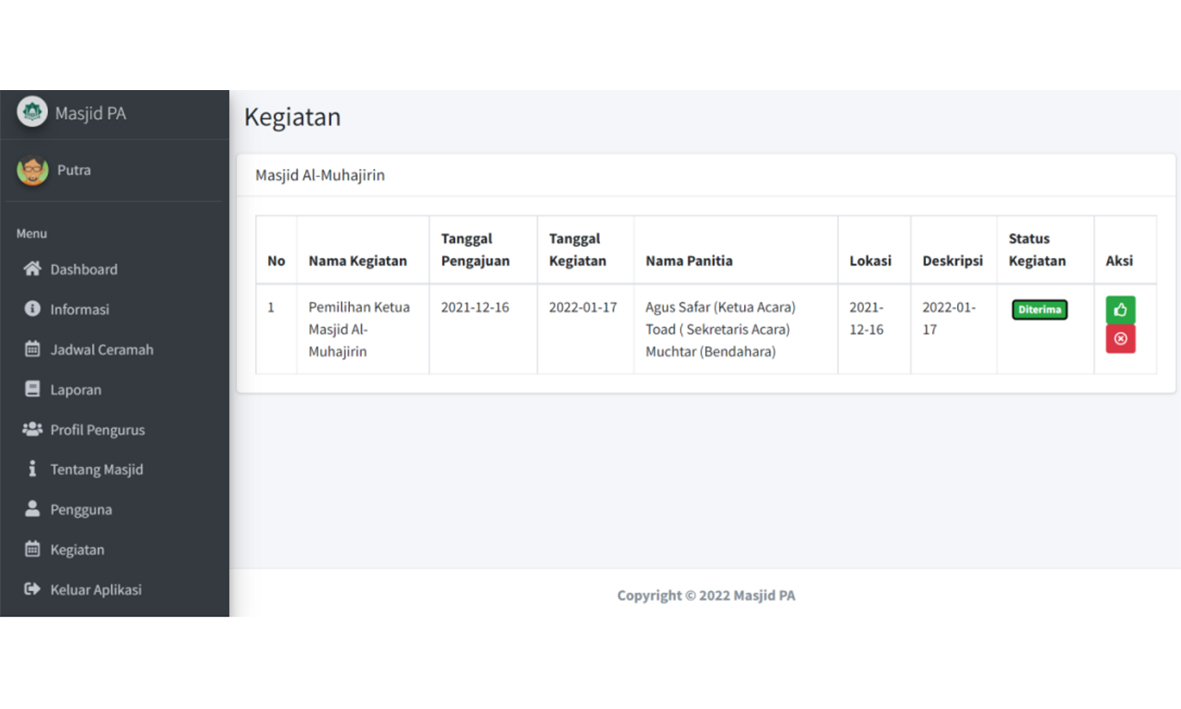 Masjid PA
Putra
Menu
Dashboard
Informasi
Jadwal Ceramah
Laporan
Profil Pengurus
Tentang Masjid
Pengguna
Kegiatan
Keluar Aplikasi
Kegiatan
Masjid Al-Muhajirin
No
Nama Kegiatan
Tanggal
Pengajuan
Tanggal
Kegiatan
Nama Panitia
Lokasi
Deskripsi
Status
Kegiatan
Aksi
1
Pemilihan Ketua
Masjid Al-
Muhajirin
2021-12-16
2022-01-17
Agus Safar (Ketua Acara)
Toad ( Sekretaris Acara)
Muchtar (Bendahara)
2021-
12-16
2022-01-
17
Diterima
Copyright © 2022 Masjid PA